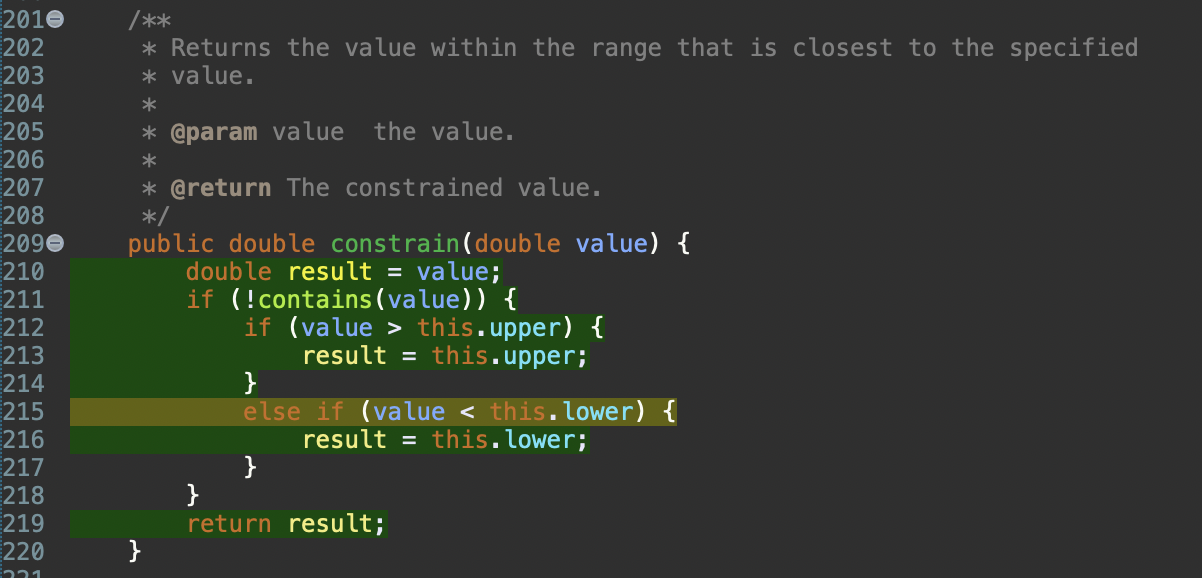 201 /**
202 * Returns the value within the range that is closest to the specified
203 * value.
204 *
205 * @param value  the value.
206 *
207 * @return The constrained value.
208 */
209 public double constrain(double value) {
210 double result = value;
211 if (!contains(value)) {
212 if (value > this.upper) {
213 result = this.upper;
214 }
215 else if (value < this.lower) {
216 result = this.lower;
217 }
218 }
219 return result;
220 }
221